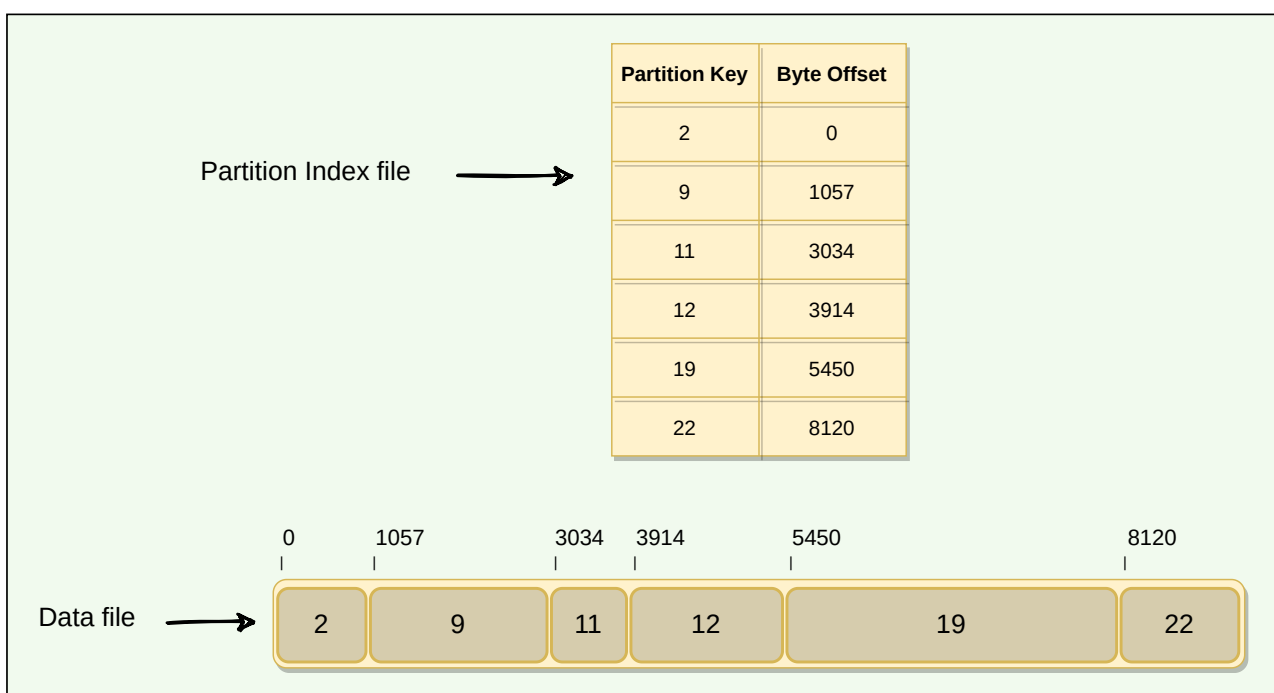 Partition Key Byte Offset
2 0
Partition Index file
9 1057
11 3034
12 3914
19 5450
22 8120
0 1057 3034 3914 5450 8120
Data file
2 9 11 12 19 22